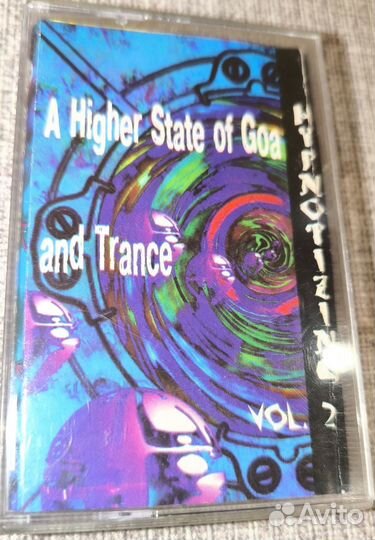 A Higher State of Goa
and Trance
HYPNOTIZING
VOL. 2
Avito